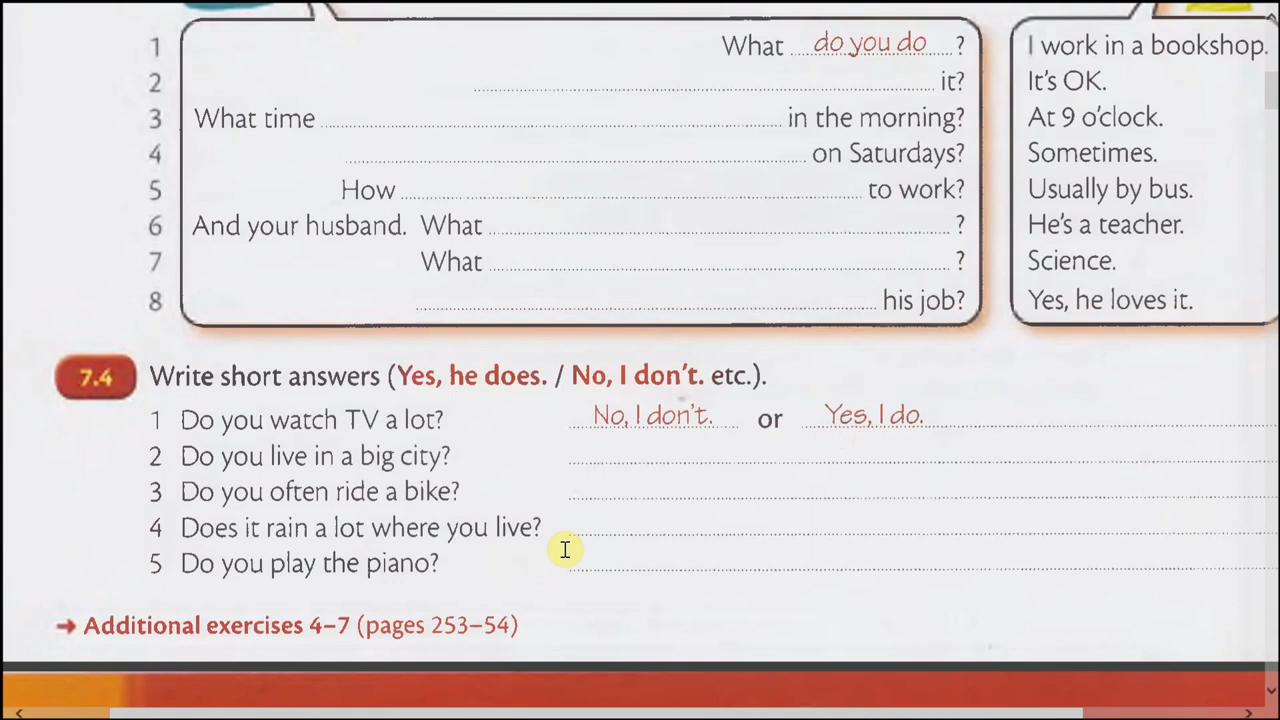 1 What do you do ? I work in a bookshop.
2 it? It's OK.
3 What time in the morning? At 9 o'clock.
4 on Saturdays? Sometimes.
5 How to work? Usually by bus.
6 And your husband. What ? He's a teacher.
7 What ? Science.
8 his job? Yes, he loves it.
7.4 Write short answers (Yes, he does. / No, I don't. etc.).
1 Do you watch TV a lot? No, I don't. or Yes, I do.
2 Do you live in a big city?
3 Do you often ride a bike?
4 Does it rain a lot where you live?
5 Do you play the piano?
→ Additional exercises 4–7 (pages 253–54)